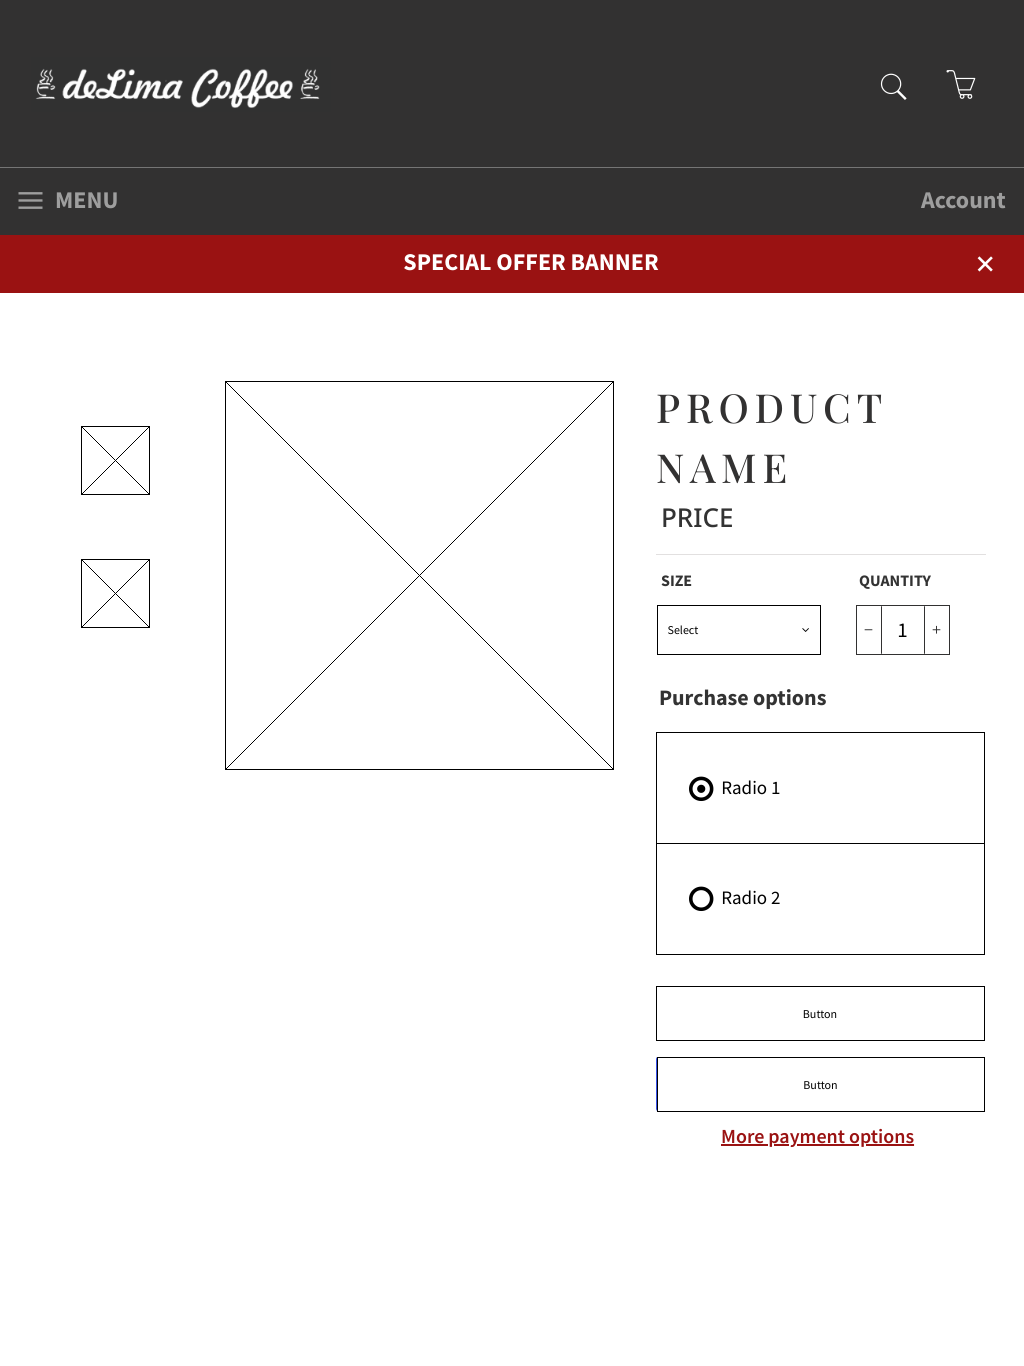 deLima Coffee
MENU
Account
SPECIAL OFFER BANNER
PRODUCT
NAME
PRICE
SIZE
QUANTITY
Select
1
Purchase options
Radio 1
Radio 2
Button
Button
More payment options